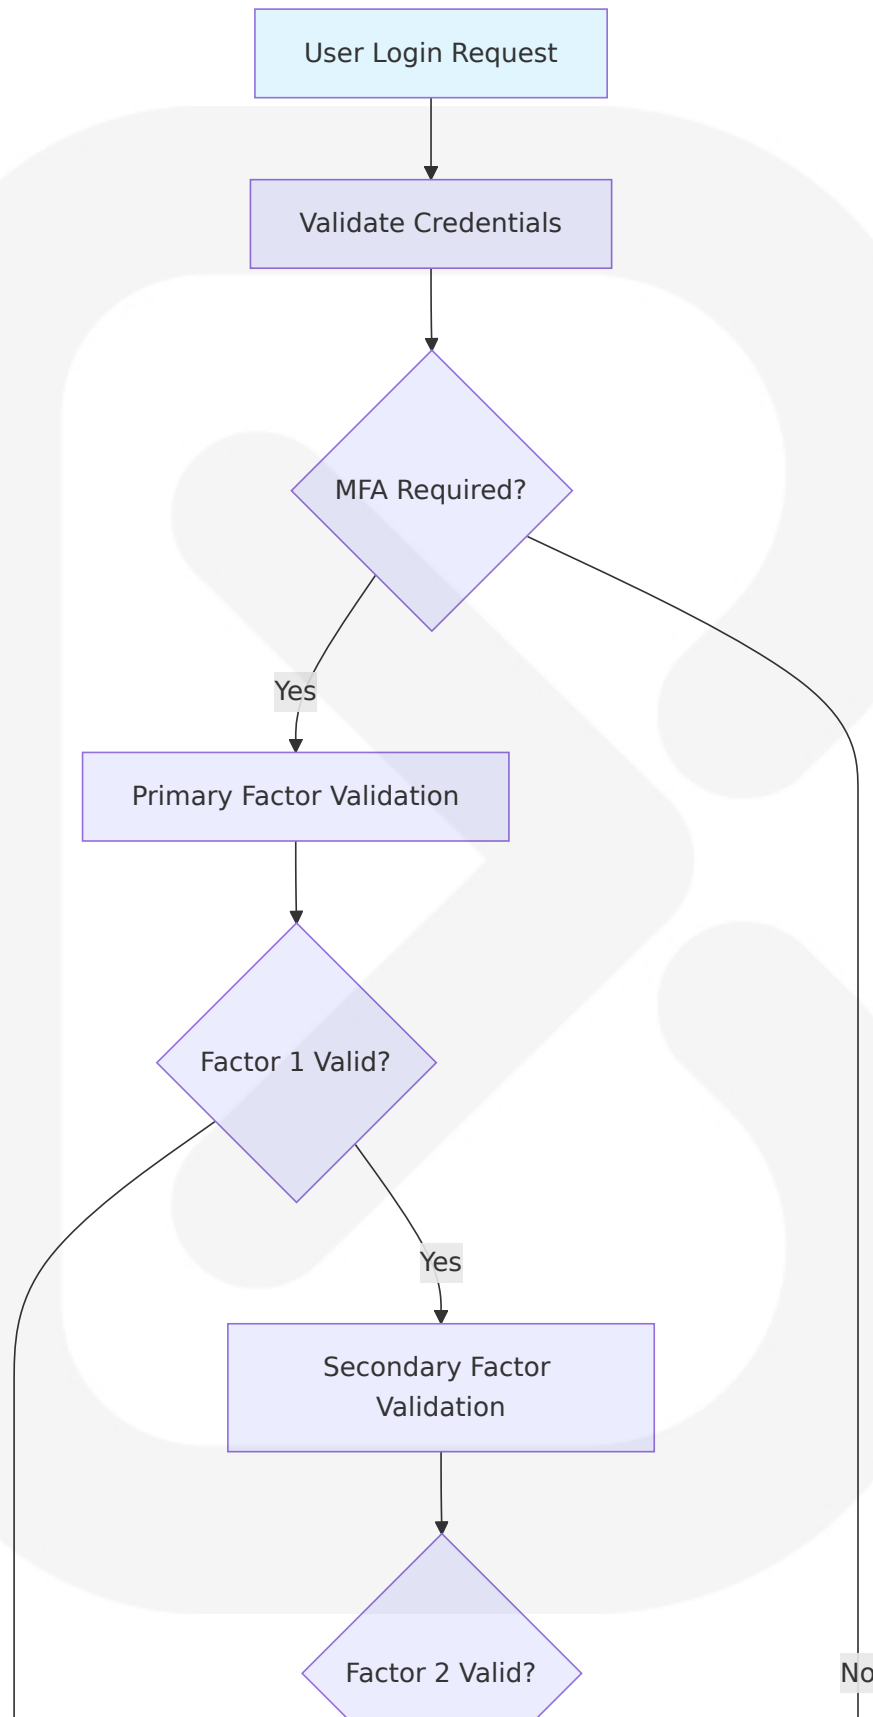 User Login Request
Validate Credentials
MFA Required?
Yes
Primary Factor Validation
Factor 1 Valid?
Yes
Secondary Factor
Validation
Factor 2 Valid?
No